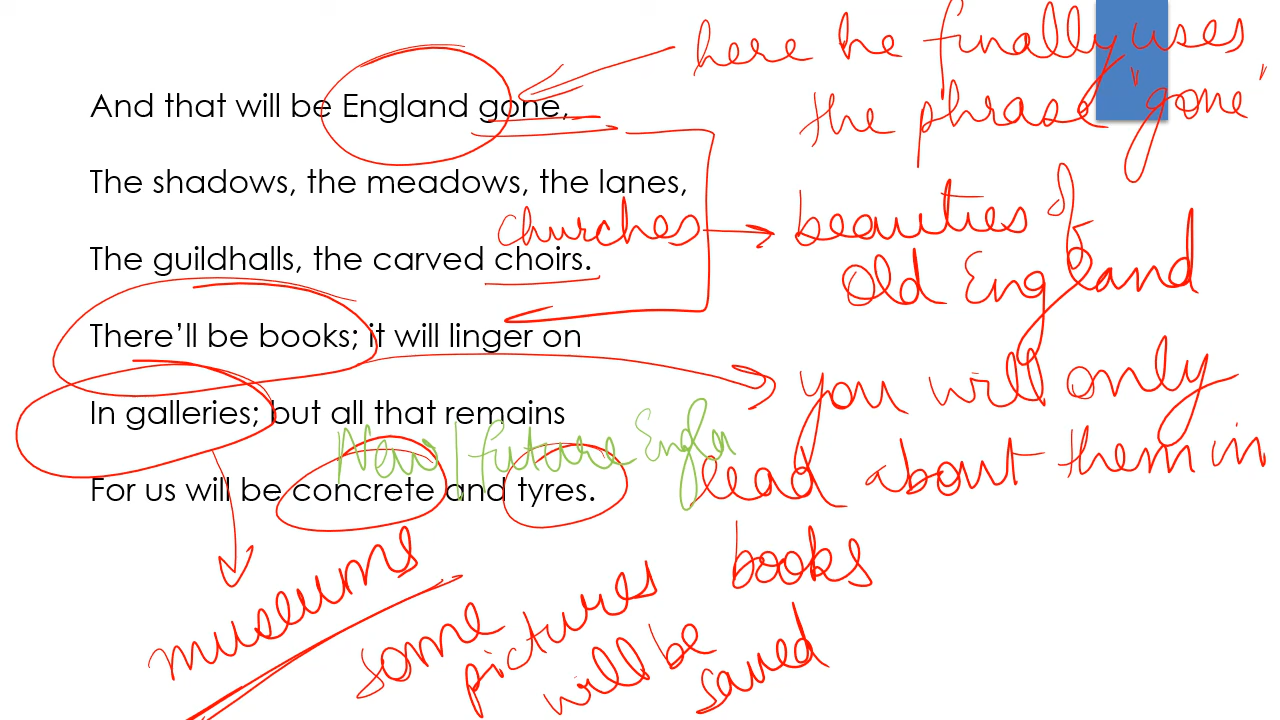 here he finally uses
the phrase "gone"
And that will be England gone,
The shadows, the meadows, the lanes,
churches
beauties of
Old England
The guildhalls, the carved choirs.
There'll be books; it will linger on
you will only
In galleries; but all that remains
New/future Englan
read about them in
For us will be concrete and tyres.
books
museums
some
pictures
will be
saved